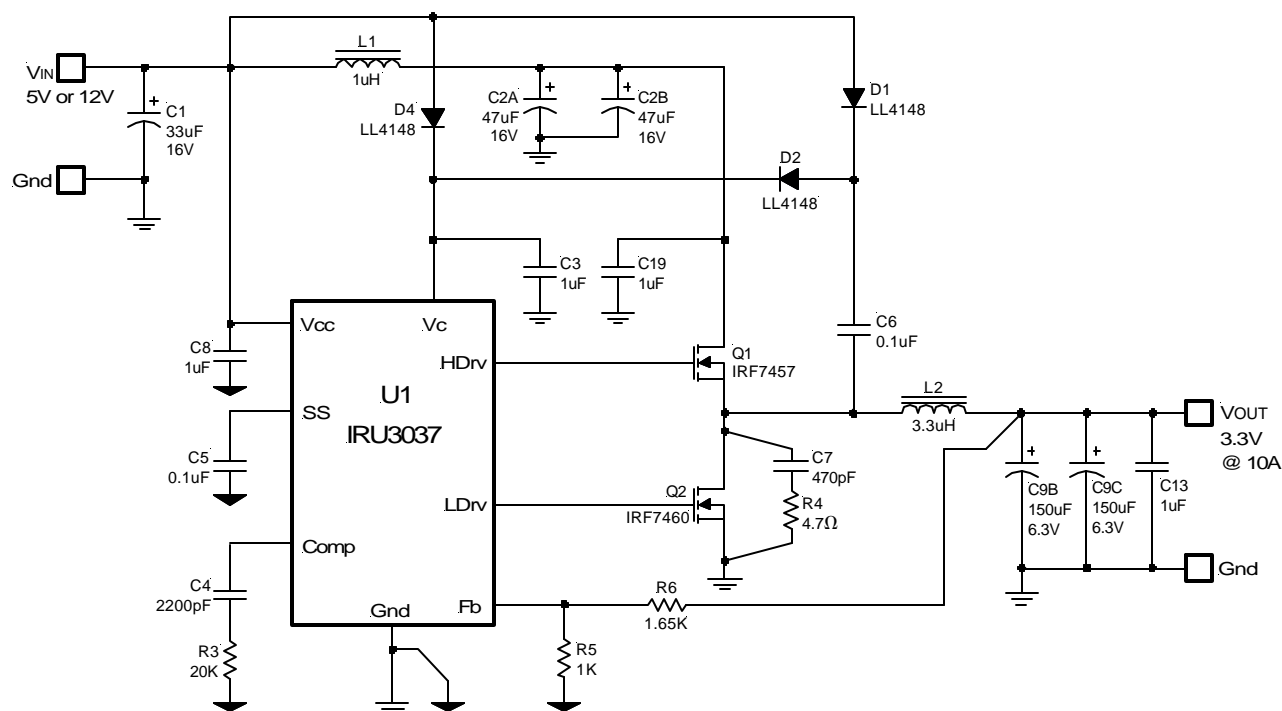 VIN
5V or 12V
Gnd
C1
33uF
16V
L1
1uH
D4
LL4148
C2A
47uF
16V
C2B
47uF
16V
D1
LL4148
D2
LL4148
C3
1uF
C19
1uF
C6
0.1uF
Vcc
Vc
HDrv
U1
IRU3037
SS
LDrv
Comp
Gnd
Fb
C8
1uF
C5
0.1uF
C4
2200pF
R3
20K
Q1
IRF7457
Q2
IRF7460
C7
470pF
R4
4.7Ω
L2
3.3uH
R6
1.65K
R5
1K
C9B
150uF
6.3V
C9C
150uF
6.3V
C13
1uF
VOUT
3.3V
@ 10A
Gnd